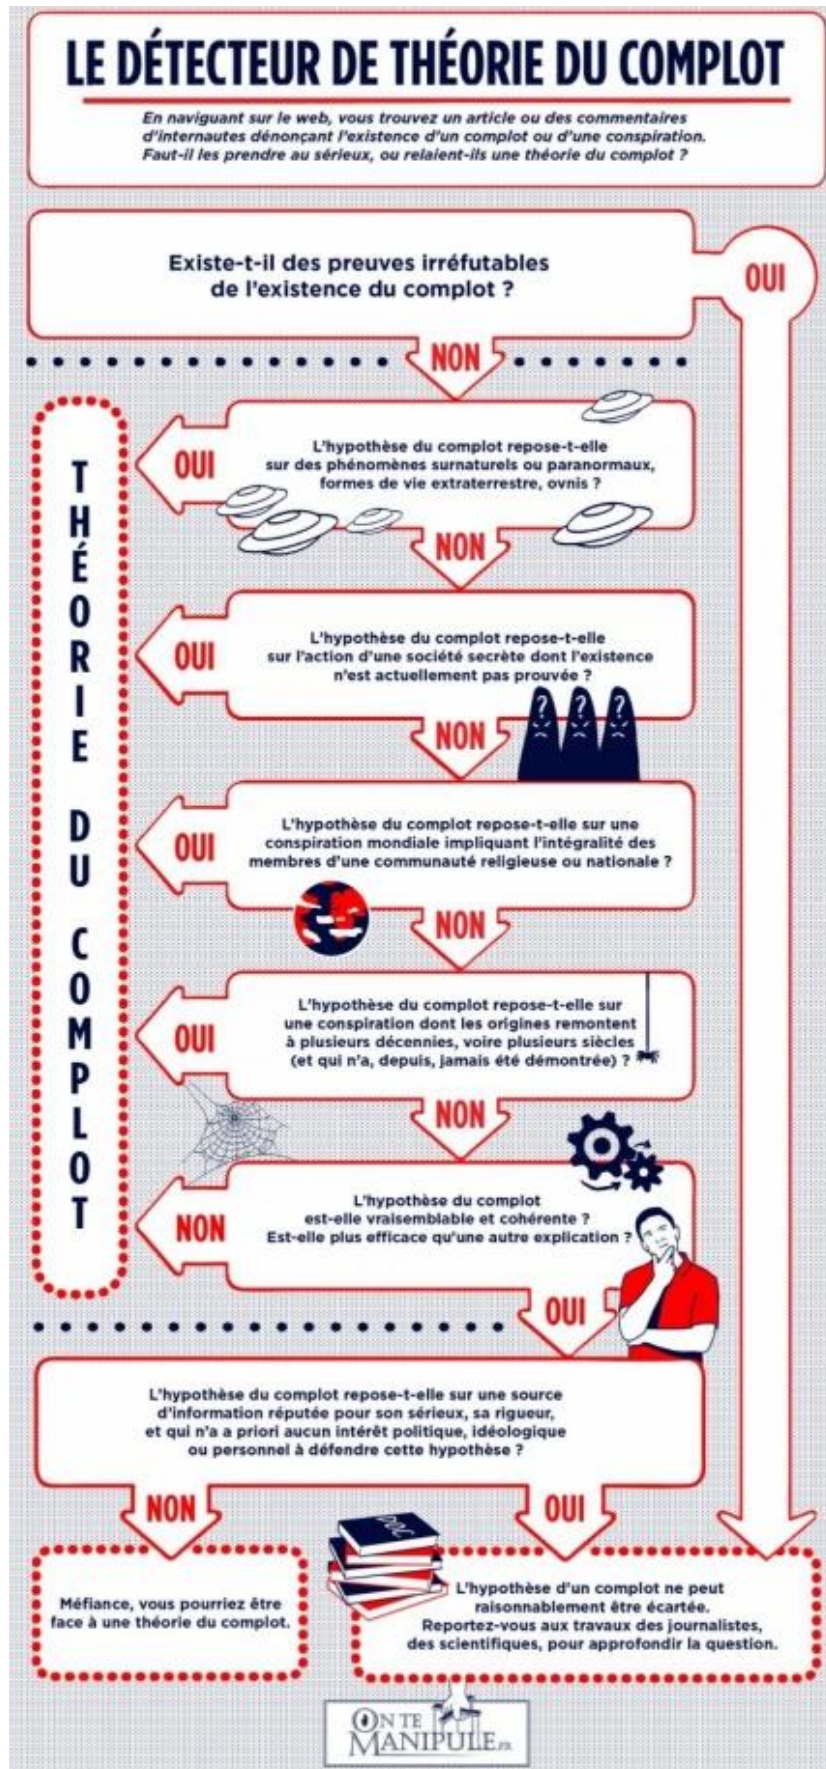 LE DÉTECTEUR DE THÉORIE DU COMPLOT
En naviguant sur le web, vous trouvez un article ou des commentaires
d'internautes dénonçant l'existence d'un complot ou d'une conspiration.
Faut-il les prendre au sérieux, ou relaient-ils une théorie du complot ?
Existe-t-il des preuves irréfutables
de l'existence du complot ?
OUI
NON
THÉORIE DU COMPLOT
L'hypothèse du complot repose-t-elle
sur des phénomènes surnaturels ou paranormaux,
formes de vie extraterrestre, ovnis ?
OUI
NON
L'hypothèse du complot repose-t-elle
sur l'action d'une société secrète dont l'existence
n'est actuellement pas prouvée ?
OUI
? ? ?
NON
L'hypothèse du complot repose-t-elle sur une
conspiration mondiale impliquant l'intégralité des
membres d'une communauté religieuse ou nationale ?
OUI
NON
L'hypothèse du complot repose-t-elle sur
une conspiration dont les origines remontent
à plusieurs décennies, voire plusieurs siècles
(et qui n'a, depuis, jamais été démontrée) ?
OUI
NON
L'hypothèse du complot
est-elle vraisemblable et cohérente ?
Est-elle plus efficace qu'une autre explication ?
NON
OUI
L'hypothèse du complot repose-t-elle sur une source
d'information réputée pour son sérieux, sa rigueur,
et qui n'a a priori aucun intérêt politique, idéologique
ou personnel à défendre cette hypothèse ?
NON
OUI
Méfiance, vous pourriez être
face à une théorie du complot.
DOC
L'hypothèse d'un complot ne peut
raisonnablement être écartée.
Reportez-vous aux travaux des journalistes,
des scientifiques, pour approfondir la question.
ON TE
MANIPULE.FR